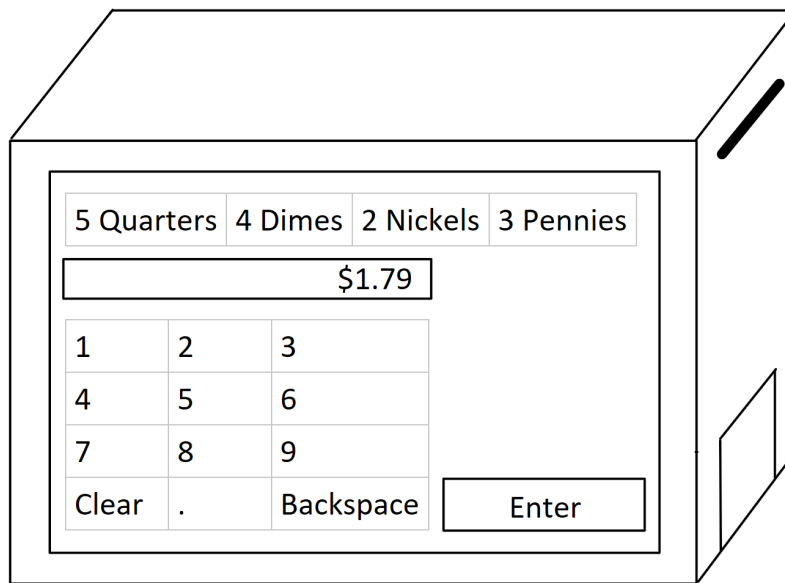 5 Quarters 4 Dimes 2 Nickels 3 Pennies
$1.79
1 2 3
4 5 6
7 8 9
Clear . Backspace Enter